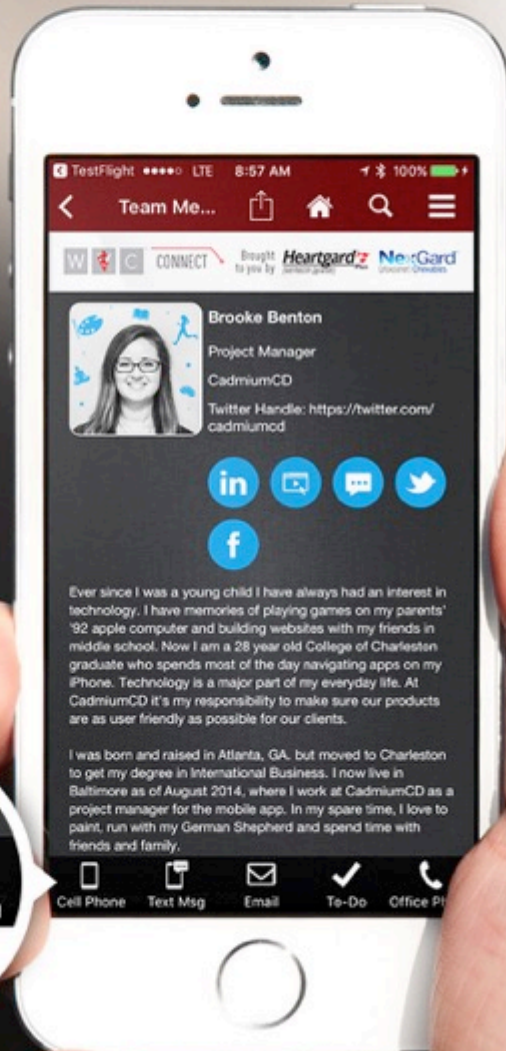 TestFlight LTE 8:57 AM 100%
Team Me...
W C CONNECT Brought to you by Heartgard Plus NexGard
Brooke Benton
Project Manager
CadmiumCD
Twitter Handle: https://twitter.com/
cadmiumcd
in
f
Ever since I was a young child I have always had an interest in
technology. I have memories of playing games on my parents'
'92 apple computer and building websites with my friends in
middle school. Now I am a 28 year old College of Charleston
graduate who spends most of the day navigating apps on my
iPhone. Technology is a major part of my everyday life. At
CadmiumCD it's my responsibility to make sure our products
are as user friendly as possible for our clients.
I was born and raised in Atlanta, GA. but moved to Charleston
to get my degree in International Business. I now live in
Baltimore as of August 2014, where I work at CadmiumCD as a
project manager for the mobile app. In my spare time, I love to
paint, run with my German Shepherd and spend time with
friends and family.
Cell Phone Text Msg Email To-Do Office Ph